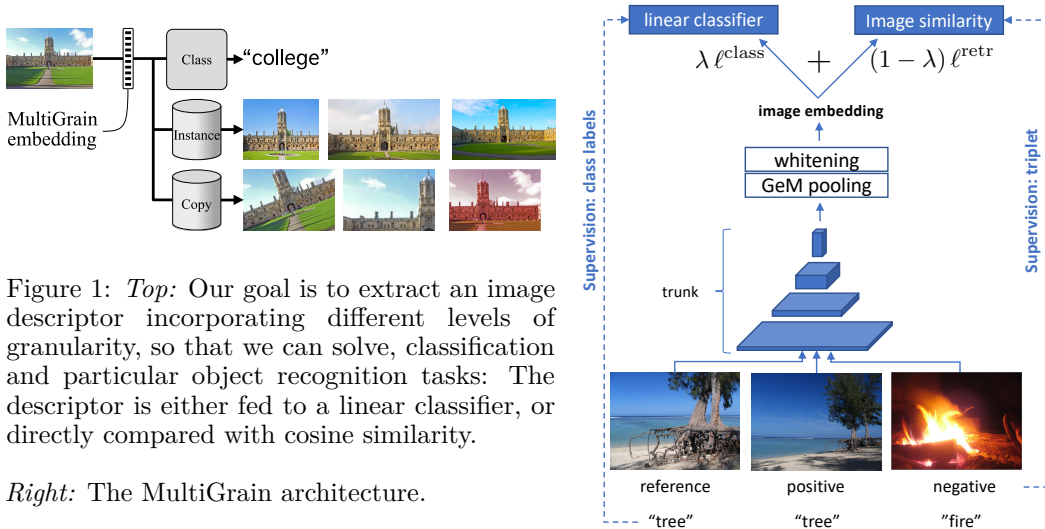 Class
“college”
MultiGrain
embedding
Instance
Copy
Figure 1: Top: Our goal is to extract an image
descriptor incorporating different levels of
granularity, so that we can solve, classification
and particular object recognition tasks: The
descriptor is either fed to a linear classifier, or
directly compared with cosine similarity.
Right: The MultiGrain architecture.
linear classifier
Image similarity
λ ℓ^class + (1 − λ) ℓ^retr
image embedding
whitening
GeM pooling
trunk
Supervision: class labels
Supervision: triplet
reference positive negative
“tree” “tree” ”fire”